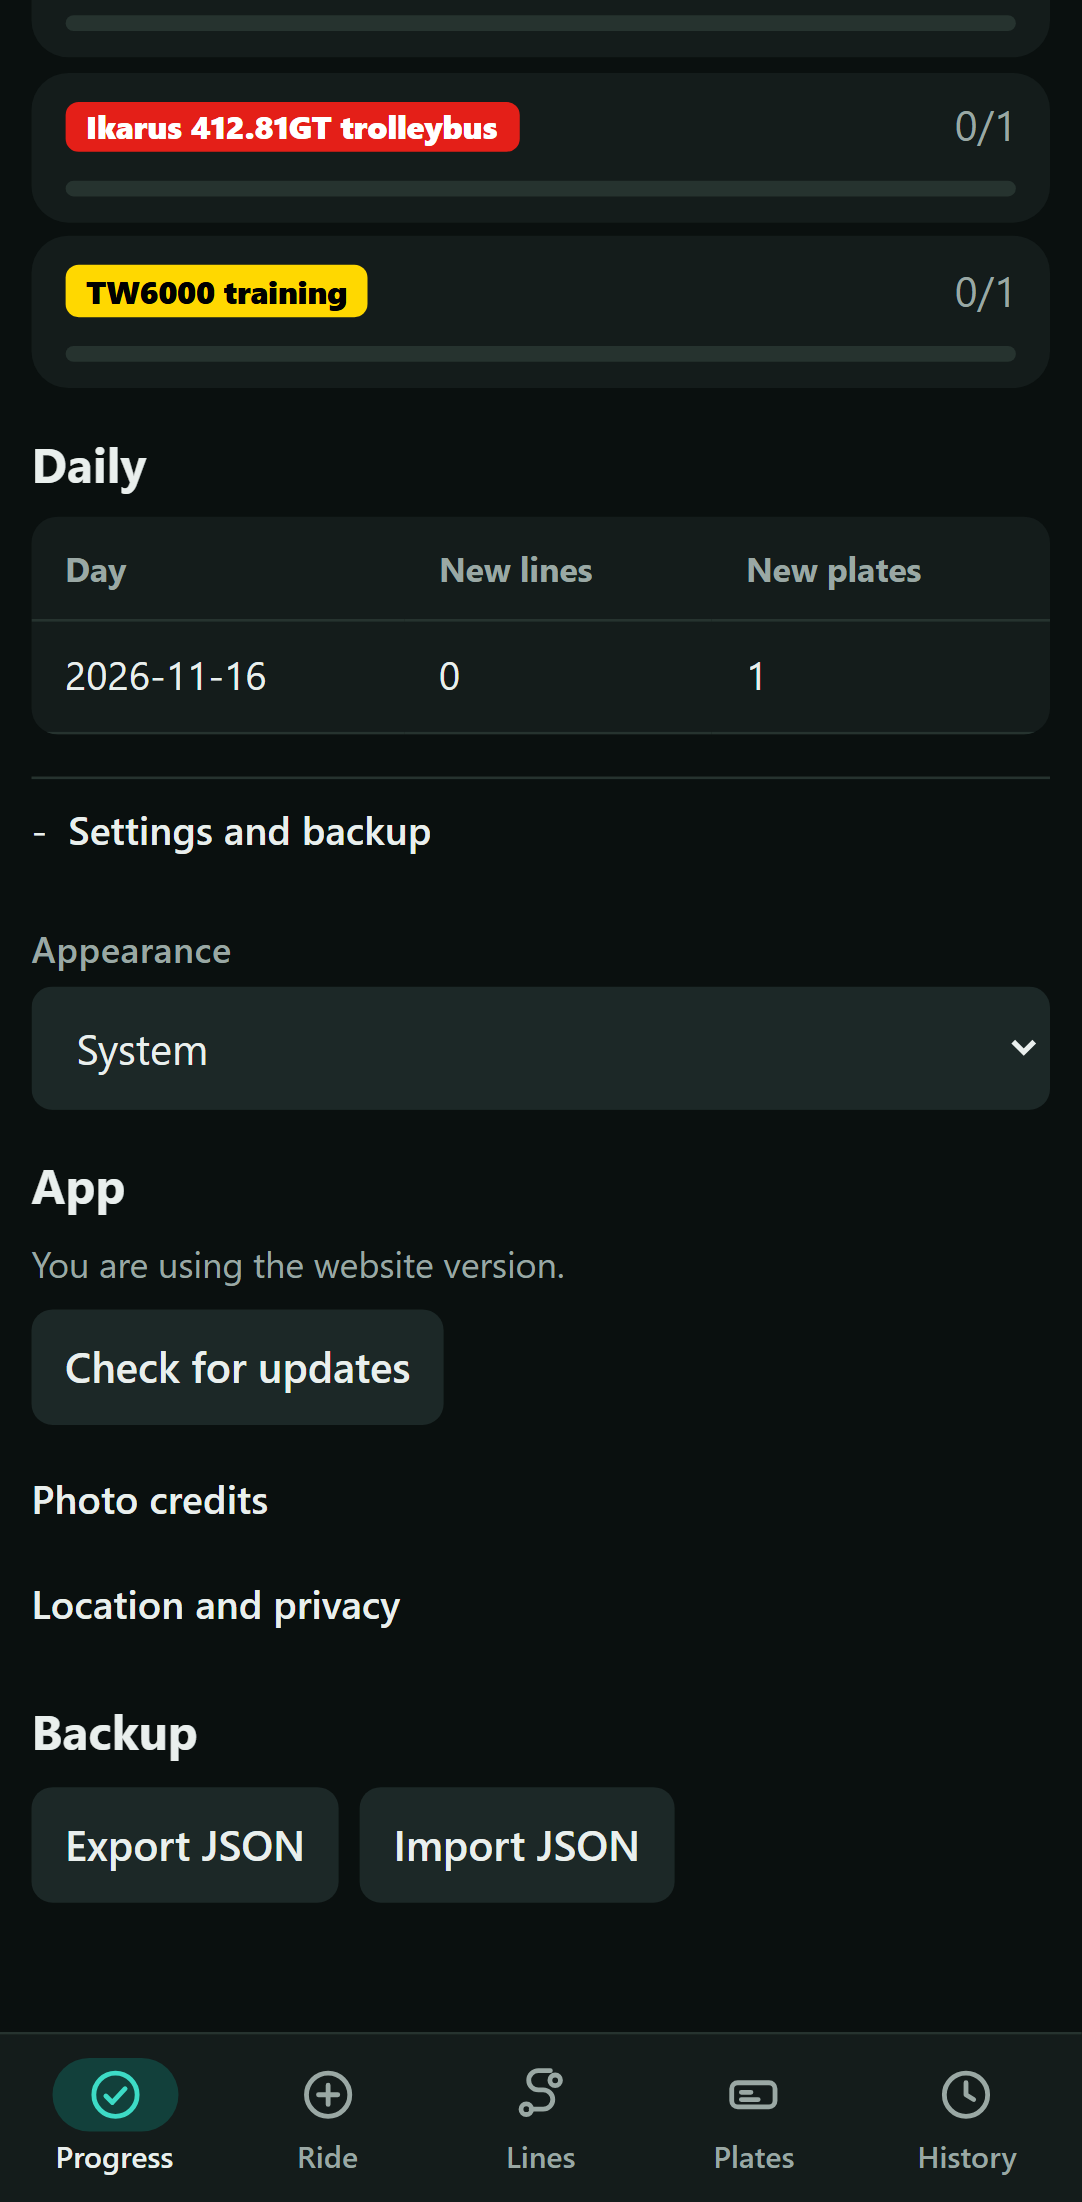 Ikarus 412.81GT trolleybus 0/1
TW6000 training 0/1
Daily
Day New lines New plates
2026-11-16 0 1
- Settings and backup
Appearance
System
App
You are using the website version.
Check for updates
Photo credits
Location and privacy
Backup
Export JSON Import JSON
Progress Ride Lines Plates History